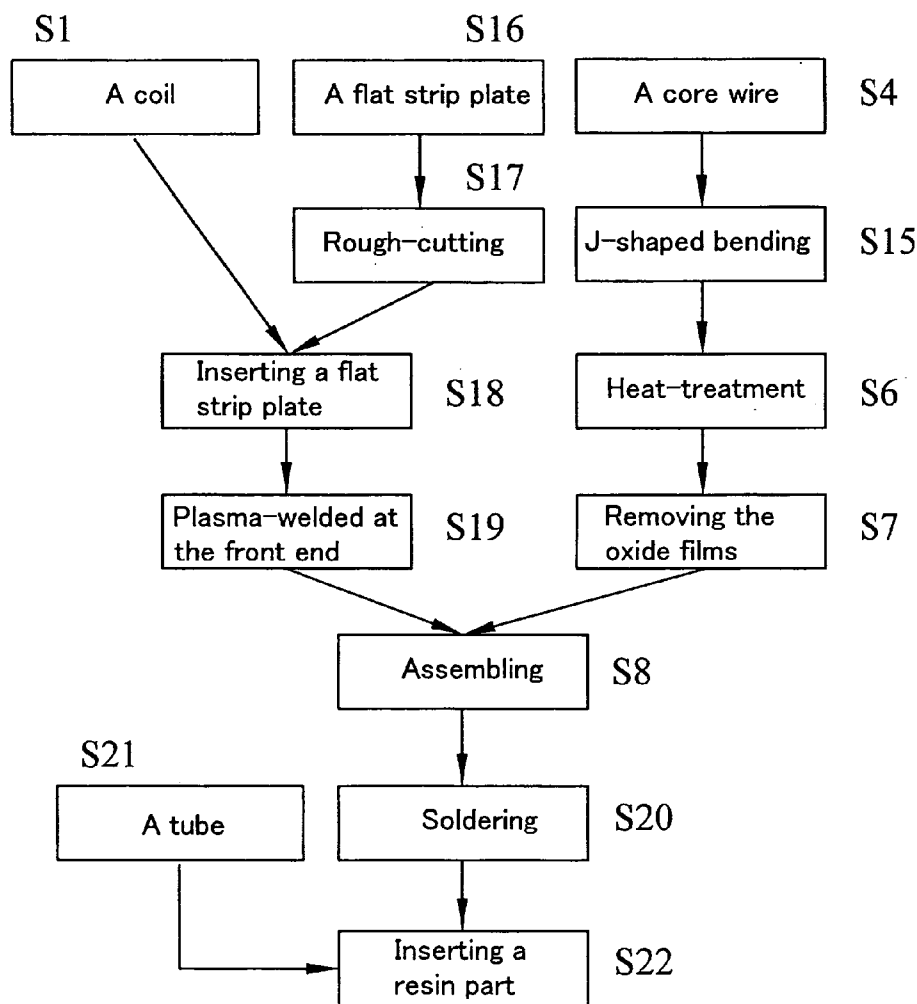 S1
S16
A coil
A flat strip plate
A core wire
S4
S17
Rough-cutting
J-shaped bending
S15
Inserting a flat
strip plate
S18
Heat-treatment
S6
Plasma-welded at
the front end
S19
Removing the
oxide films
S7
Assembling
S8
S21
A tube
Soldering
S20
Inserting a
resin part
S22